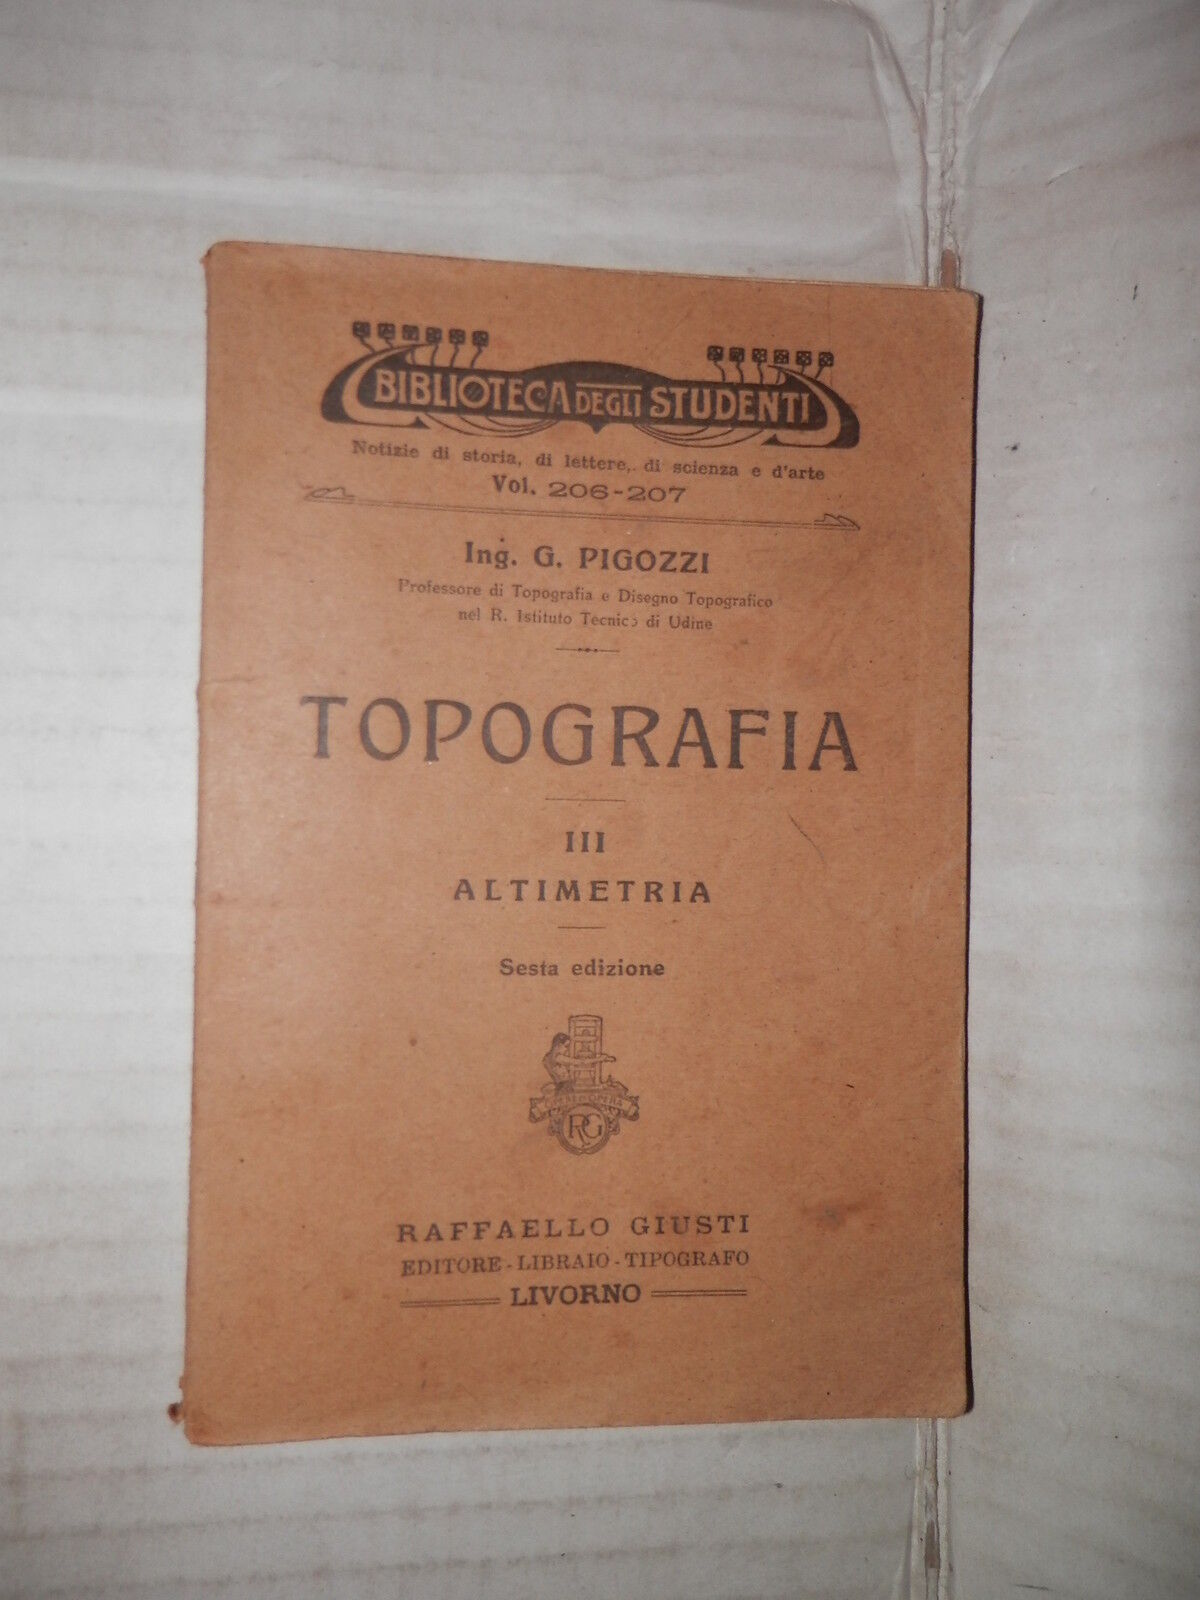 BIBLIOTECA DEGLI STUDENTI
Notizie di storia, di lettere, di scienza e d'arte
Vol. 206-207
Ing. G. PIGOZZI
Professore di Topografia e Disegno Topografico
nel R. Istituto Tecnico di Udine
TOPOGRAFIA
III
ALTIMETRIA
Sesta edizione
RG
RAFFAELLO GIUSTI
EDITORE - LIBRAIO - TIPOGRAFO
LIVORNO